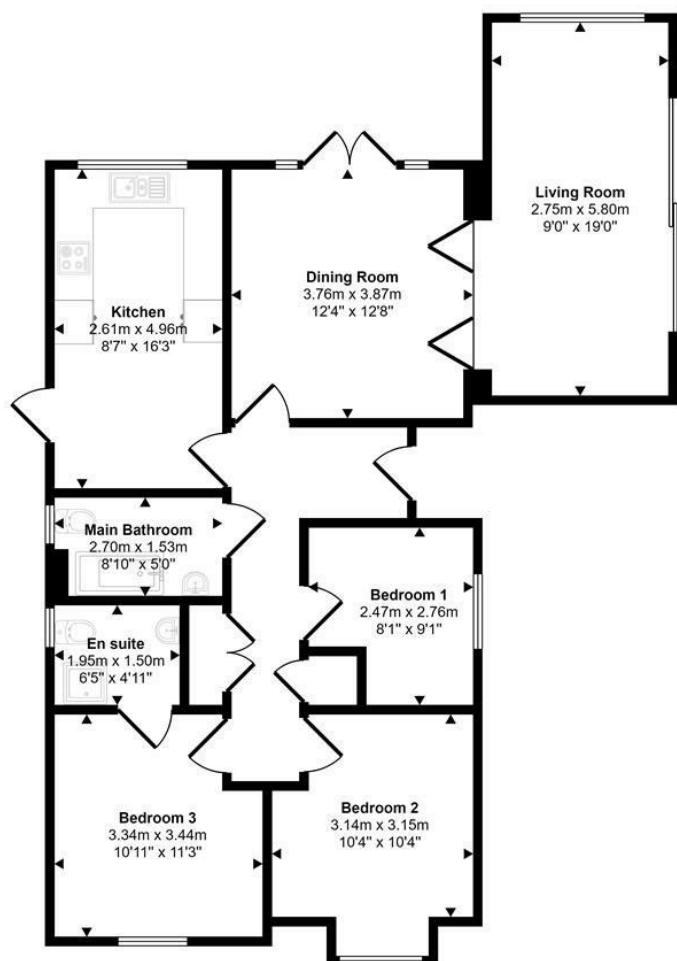 Living Room
2.75m x 5.80m
9'0" x 19'0"
Dining Room
3.76m x 3.87m
12'4" x 12'8"
Kitchen
2.61m x 4.96m
8'7" x 16'3"
Main Bathroom
2.70m x 1.53m
8'10" x 5'0"
Bedroom 1
2.47m x 2.76m
8'1" x 9'1"
En suite
1.95m x 1.50m
6'5" x 4'11"
Bedroom 3
3.34m x 3.44m
10'11" x 11'3"
Bedroom 2
3.14m x 3.15m
10'4" x 10'4"